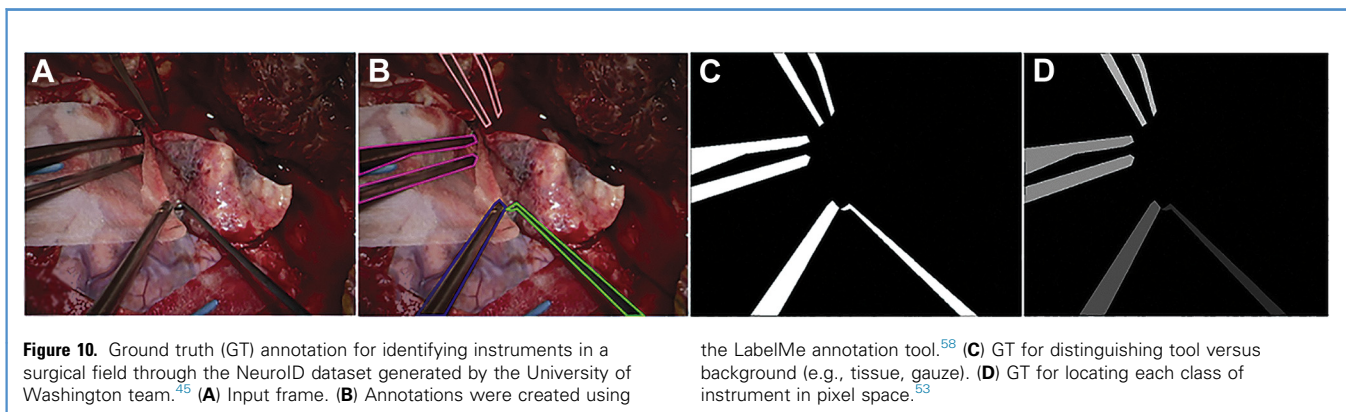 A
B
C
D
Figure 10. Ground truth (GT) annotation for identifying instruments in a
surgical field through the NeuroID dataset generated by the University of
Washington team.45 (A) Input frame. (B) Annotations were created using
the LabelMe annotation tool.58 (C) GT for distinguishing tool versus
background (e.g., tissue, gauze). (D) GT for locating each class of
instrument in pixel space.53